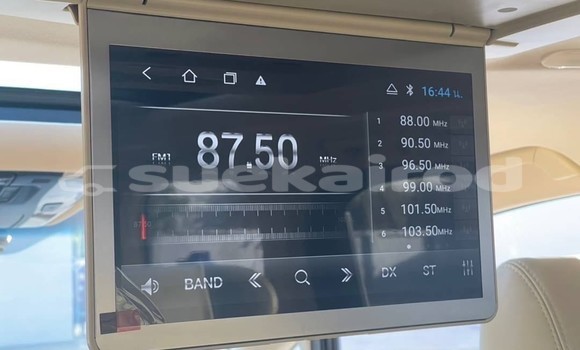 16:44
FM1 87.50 MHz
1 88.00 MHz
2 90.50 MHz
3 96.50 MHz
4 99.00 MHz
5 101.50 MHz
6 103.50 MHz
BAND DX ST